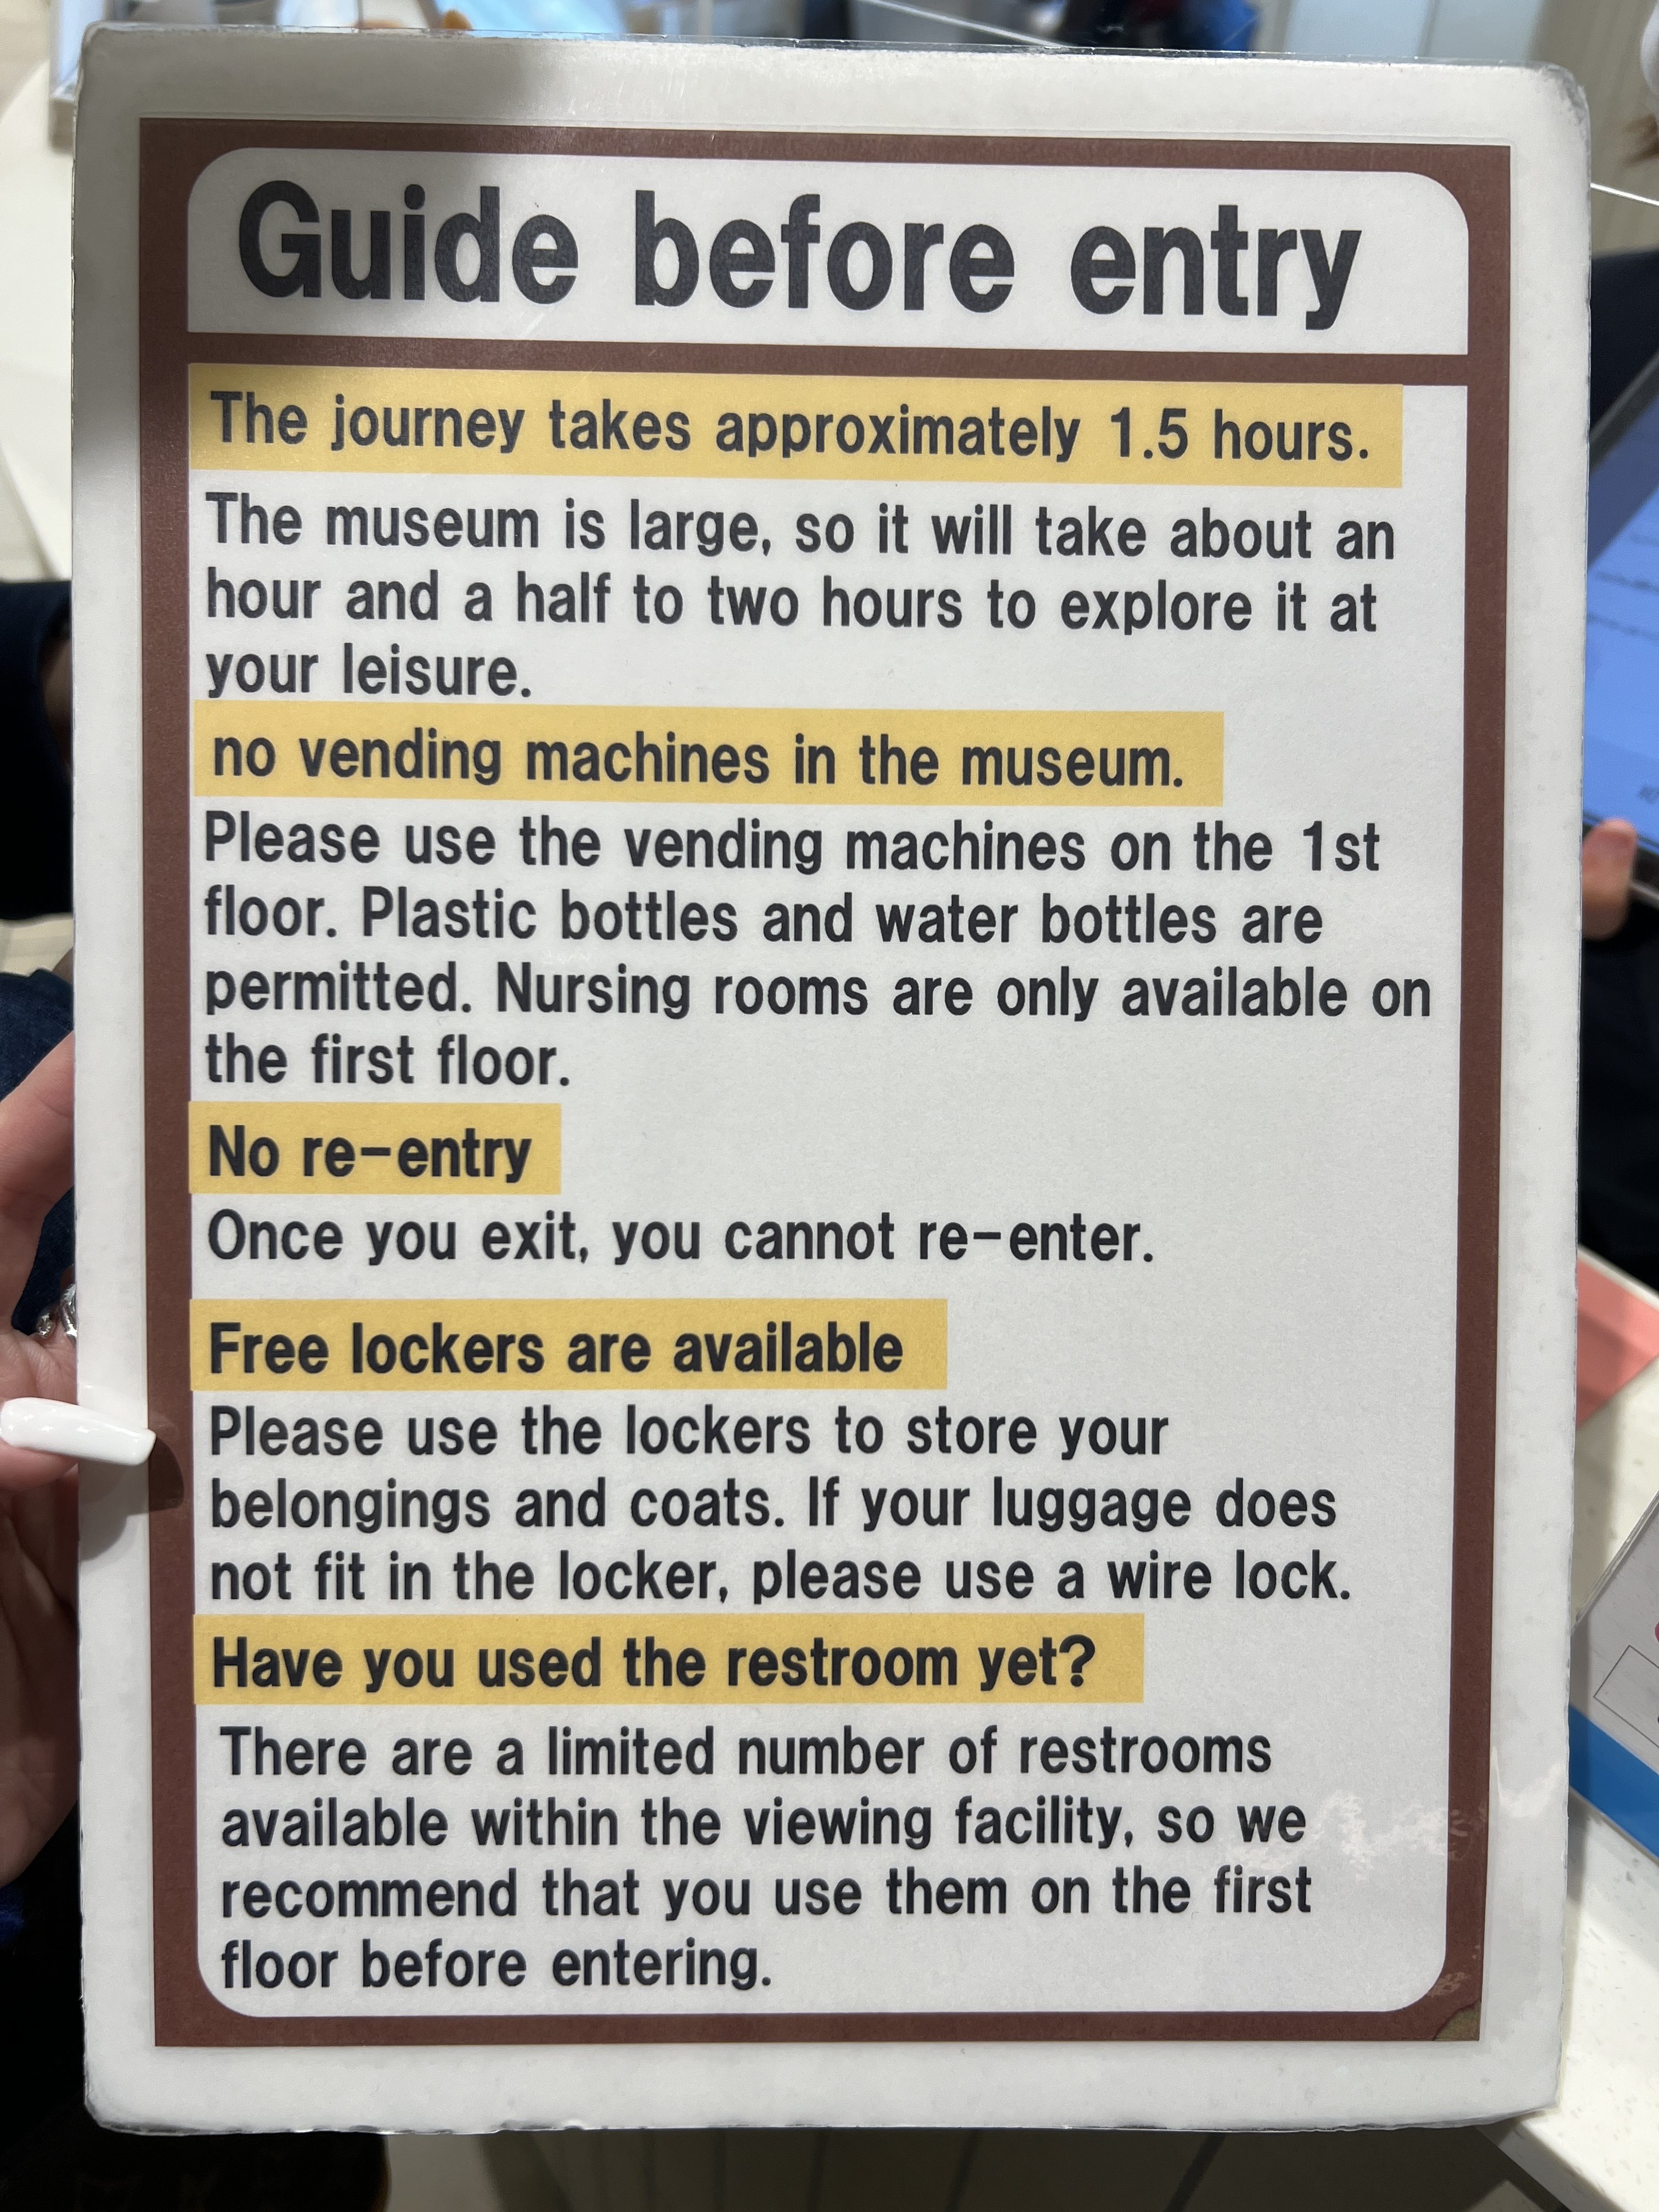 Guide before entry
The journey takes approximately 1.5 hours.
The museum is large, so it will take about an
hour and a half to two hours to explore it at
your leisure.
no vending machines in the museum.
Please use the vending machines on the 1st
floor. Plastic bottles and water bottles are
permitted. Nursing rooms are only available on
the first floor.
No re-entry
Once you exit, you cannot re-enter.
Free lockers are available
Please use the lockers to store your
belongings and coats. If your luggage does
not fit in the locker, please use a wire lock.
Have you used the restroom yet?
There are a limited number of restrooms
available within the viewing facility, so we
recommend that you use them on the first
floor before entering.